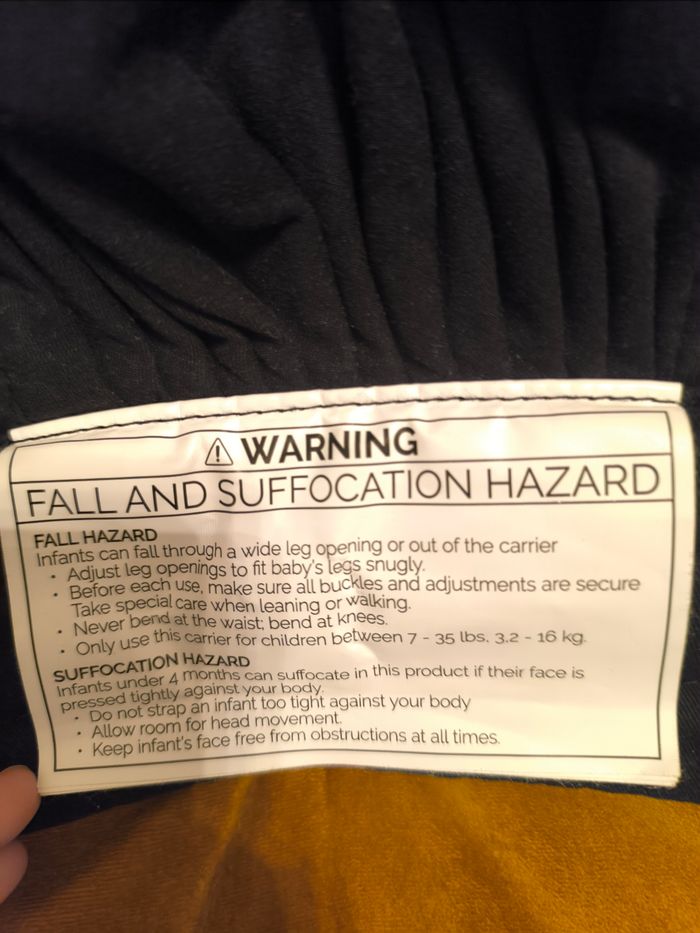 ⚠ WARNING
FALL AND SUFFOCATION HAZARD
FALL HAZARD
Infants can fall through a wide leg opening or out of the carrier
• Adjust leg openings to fit baby's legs snugly.
• Before each use, make sure all buckles and adjustments are secure
Take special care when leaning or walking.
• Never bend at the waist; bend at knees.
• Only use this carrier for children between 7 - 35 lbs. 3.2 - 16 kg.
SUFFOCATION HAZARD
Infants under 4 months can suffocate in this product if their face is
pressed tightly against your body.
• Do not strap an infant too tight against your body
• Allow room for head movement.
• Keep infant's face free from obstructions at all times.